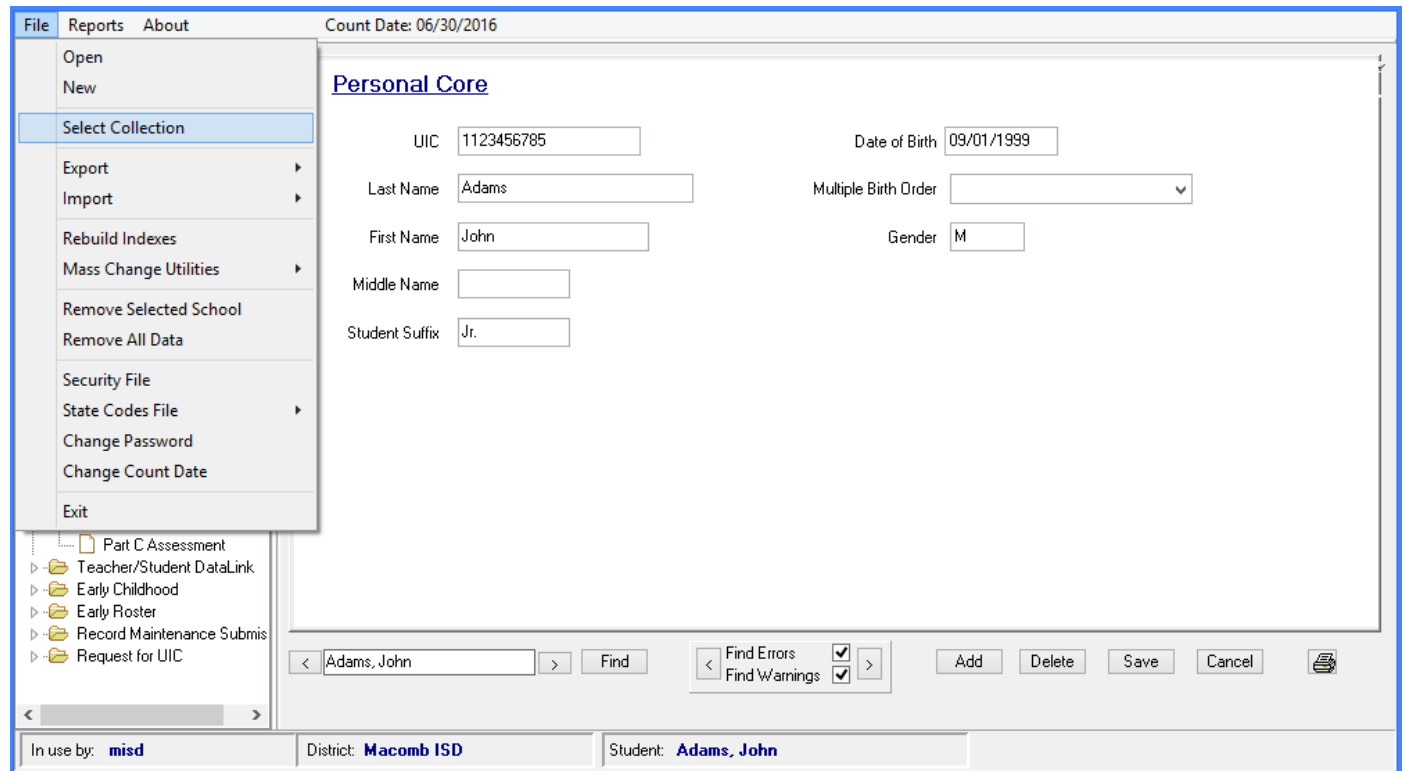 File Reports About Count Date: 06/30/2016
Open
New
Select Collection
Export
Import
Rebuild Indexes
Mass Change Utilities
Remove Selected School
Remove All Data
Security File
State Codes File
Change Password
Change Count Date
Exit
Part C Assessment
Teacher/Student DataLink
Early Childhood
Early Roster
Record Maintenance Submis
Request for UIC
Personal Core
UIC 1123456785 Date of Birth 09/01/1999
Last Name Adams Multiple Birth Order
First Name John Gender M
Middle Name
Student Suffix Jr.
< Adams, John > Find < Find Errors > Add Delete Save Cancel
Find Warnings
In use by: misd District: Macomb ISD Student: Adams, John